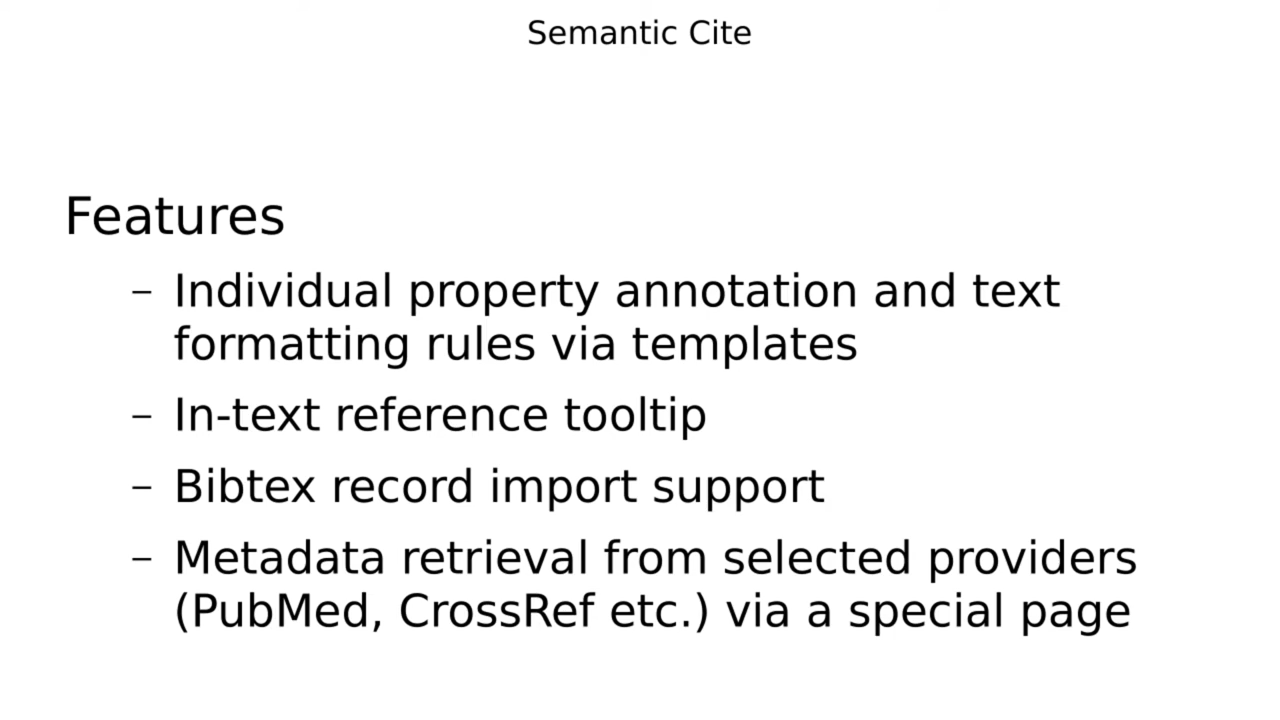 Semantic Cite
Features
– Individual property annotation and text
formatting rules via templates
– In-text reference tooltip
– Bibtex record import support
– Metadata retrieval from selected providers
(PubMed, CrossRef etc.) via a special page